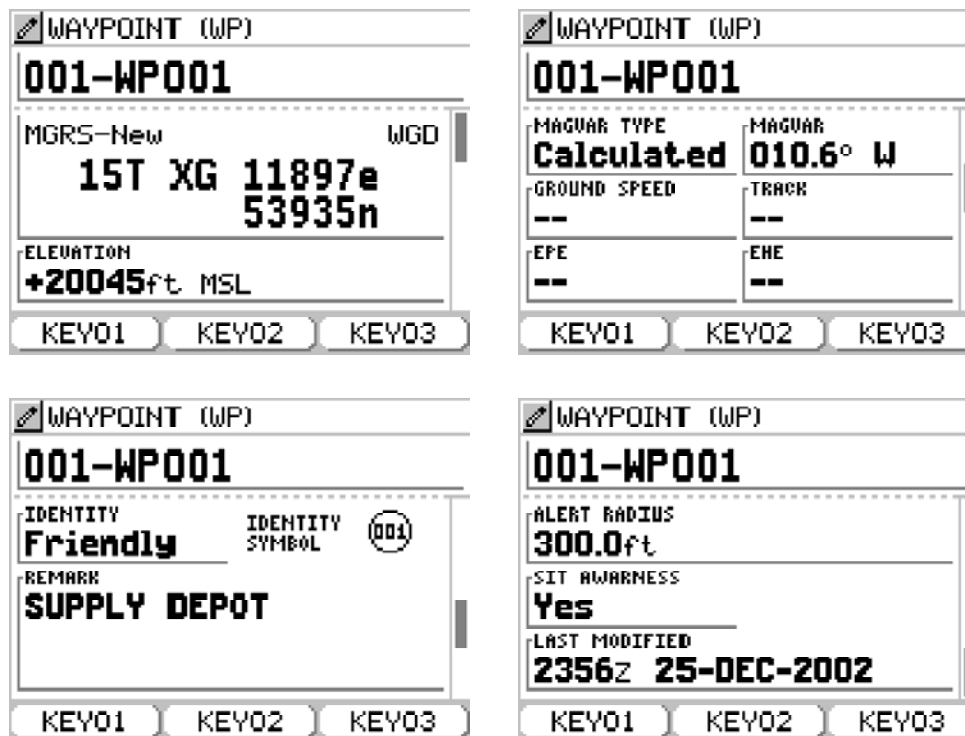 WAYPOINT (WP)
001-WP001
MGRS-New WGD
15T XG 11897e
53935n
ELEVATION
+20045ft MSL
KEY01 KEY02 KEY03
WAYPOINT (WP)
001-WP001
MAGVAR TYPE MAGVAR
Calculated 010.6° W
GROUND SPEED TRACK
-- --
EPE EHE
-- --
KEY01 KEY02 KEY03
WAYPOINT (WP)
001-WP001
IDENTITY IDENTITY SYMBOL 001
Friendly
REMARK
SUPPLY DEPOT
KEY01 KEY02 KEY03
WAYPOINT (WP)
001-WP001
ALERT RADIUS
300.0ft
SIT AWARNESS
Yes
LAST MODIFIED
2356Z 25-DEC-2002
KEY01 KEY02 KEY03